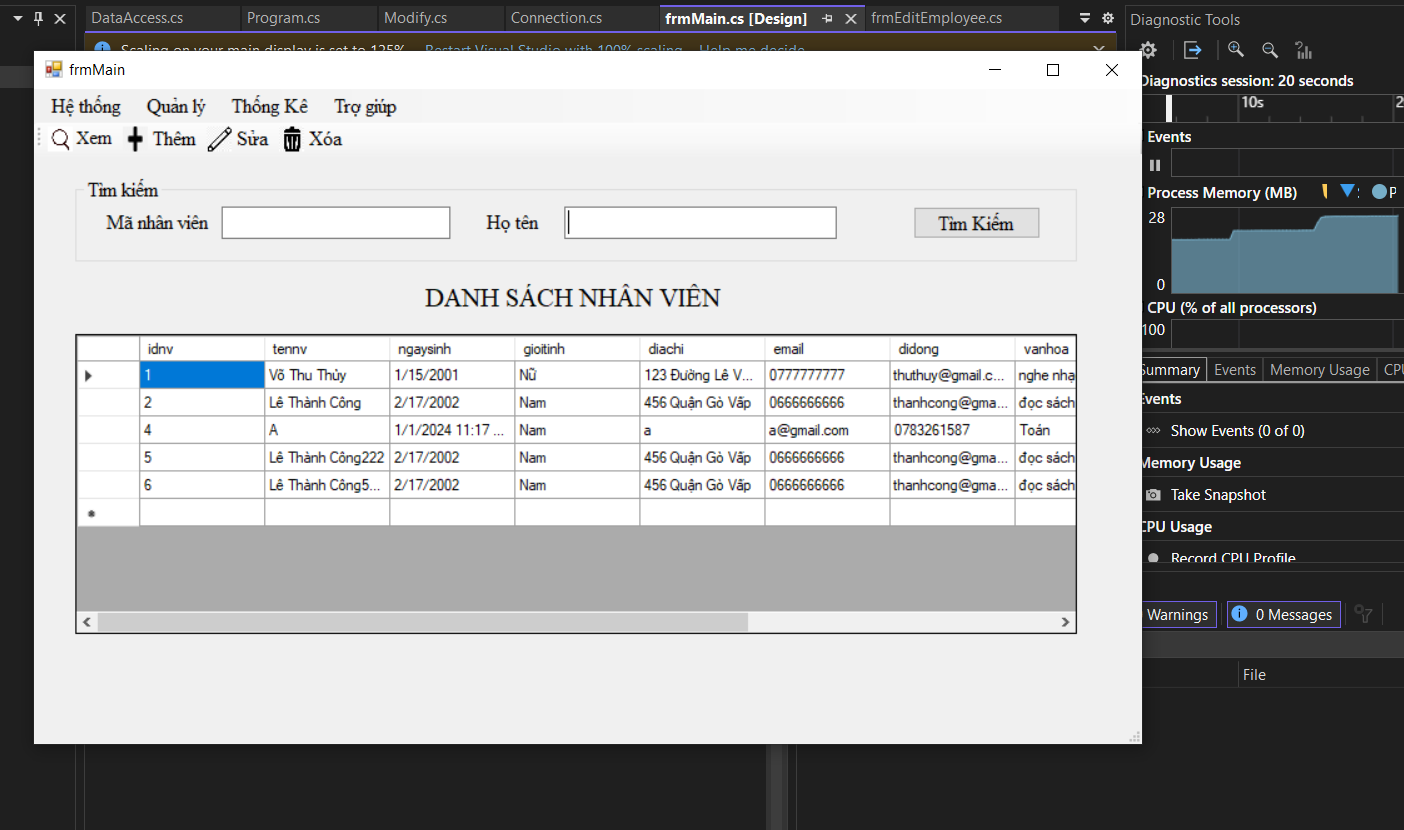 DataAccess.cs Program.cs Modify.cs Connection.cs frmMain.cs [Design] frmEditEmployee.cs
Diagnostic Tools
Scaling on your main display is set to 125%. Restart Visual Studio with 100% scaling Help me decide
frmMain
Hệ thống Quản lý Thống Kê Trợ giúp
Xem Thêm Sửa Xóa
Tìm kiếm
Mã nhân viên Họ tên Tìm Kiếm
DANH SÁCH NHÂN VIÊN
idnv tennv ngaysinh gioitinh diachi email didong vanhoa
1 Võ Thu Thủy 1/15/2001 Nữ 123 Đường Lê V... 0777777777 thuthuy@gmail.c... nghe nhạ
2 Lê Thành Công 2/17/2002 Nam 456 Quận Gò Vấp 0666666666 thanhcong@gma... đọc sách
4 A 1/1/2024 11:17 ... Nam a a@gmail.com 0783261587 Toán
5 Lê Thành Công222 2/17/2002 Nam 456 Quận Gò Vấp 0666666666 thanhcong@gma... đọc sách
6 Lê Thành Công5... 2/17/2002 Nam 456 Quận Gò Vấp 0666666666 thanhcong@gma... đọc sách
Diagnostics session: 20 seconds
10s 2
Events
Process Memory (MB) P
28
0
CPU (% of all processors)
100
Summary Events Memory Usage CPU
Events
Show Events (0 of 0)
Memory Usage
Take Snapshot
CPU Usage
Record CPU Profile
Warnings 0 Messages
File